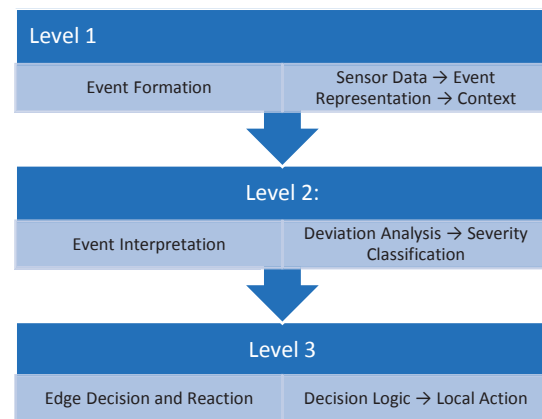 Level 1
Event Formation
Sensor Data → Event
Representation → Context
Level 2:
Event Interpretation
Deviation Analysis → Severity
Classification
Level 3
Edge Decision and Reaction
Decision Logic → Local Action